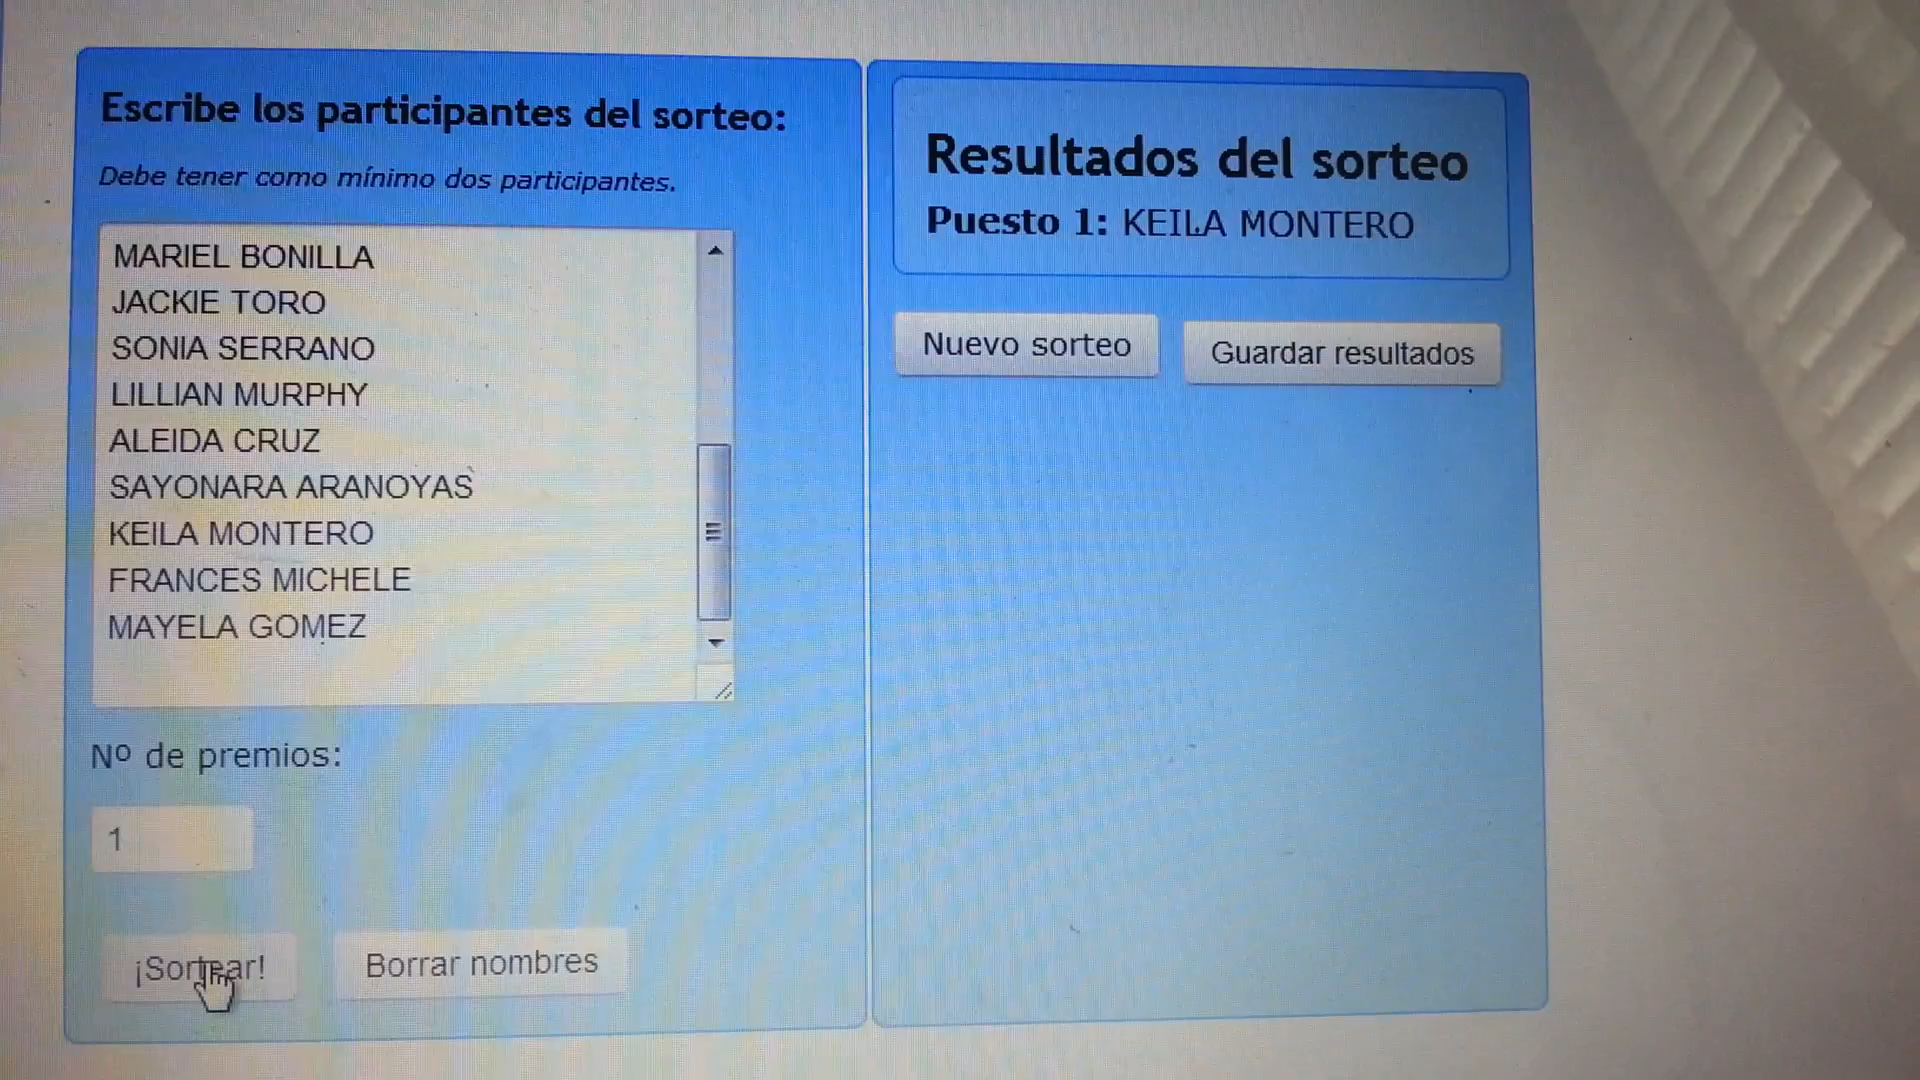 Escribe los participantes del sorteo:
Debe tener como mínimo dos participantes.
MARIEL BONILLA
JACKIE TORO
SONIA SERRANO
LILLIAN MURPHY
ALEIDA CRUZ
SAYONARA ARANOYAS
KEILA MONTERO
FRANCES MICHELE
MAYELA GOMEZ
Nº de premios:
1
¡Sortear!
Borrar nombres
Resultados del sorteo
Puesto 1: KEILA MONTERO
Nuevo sorteo
Guardar resultados